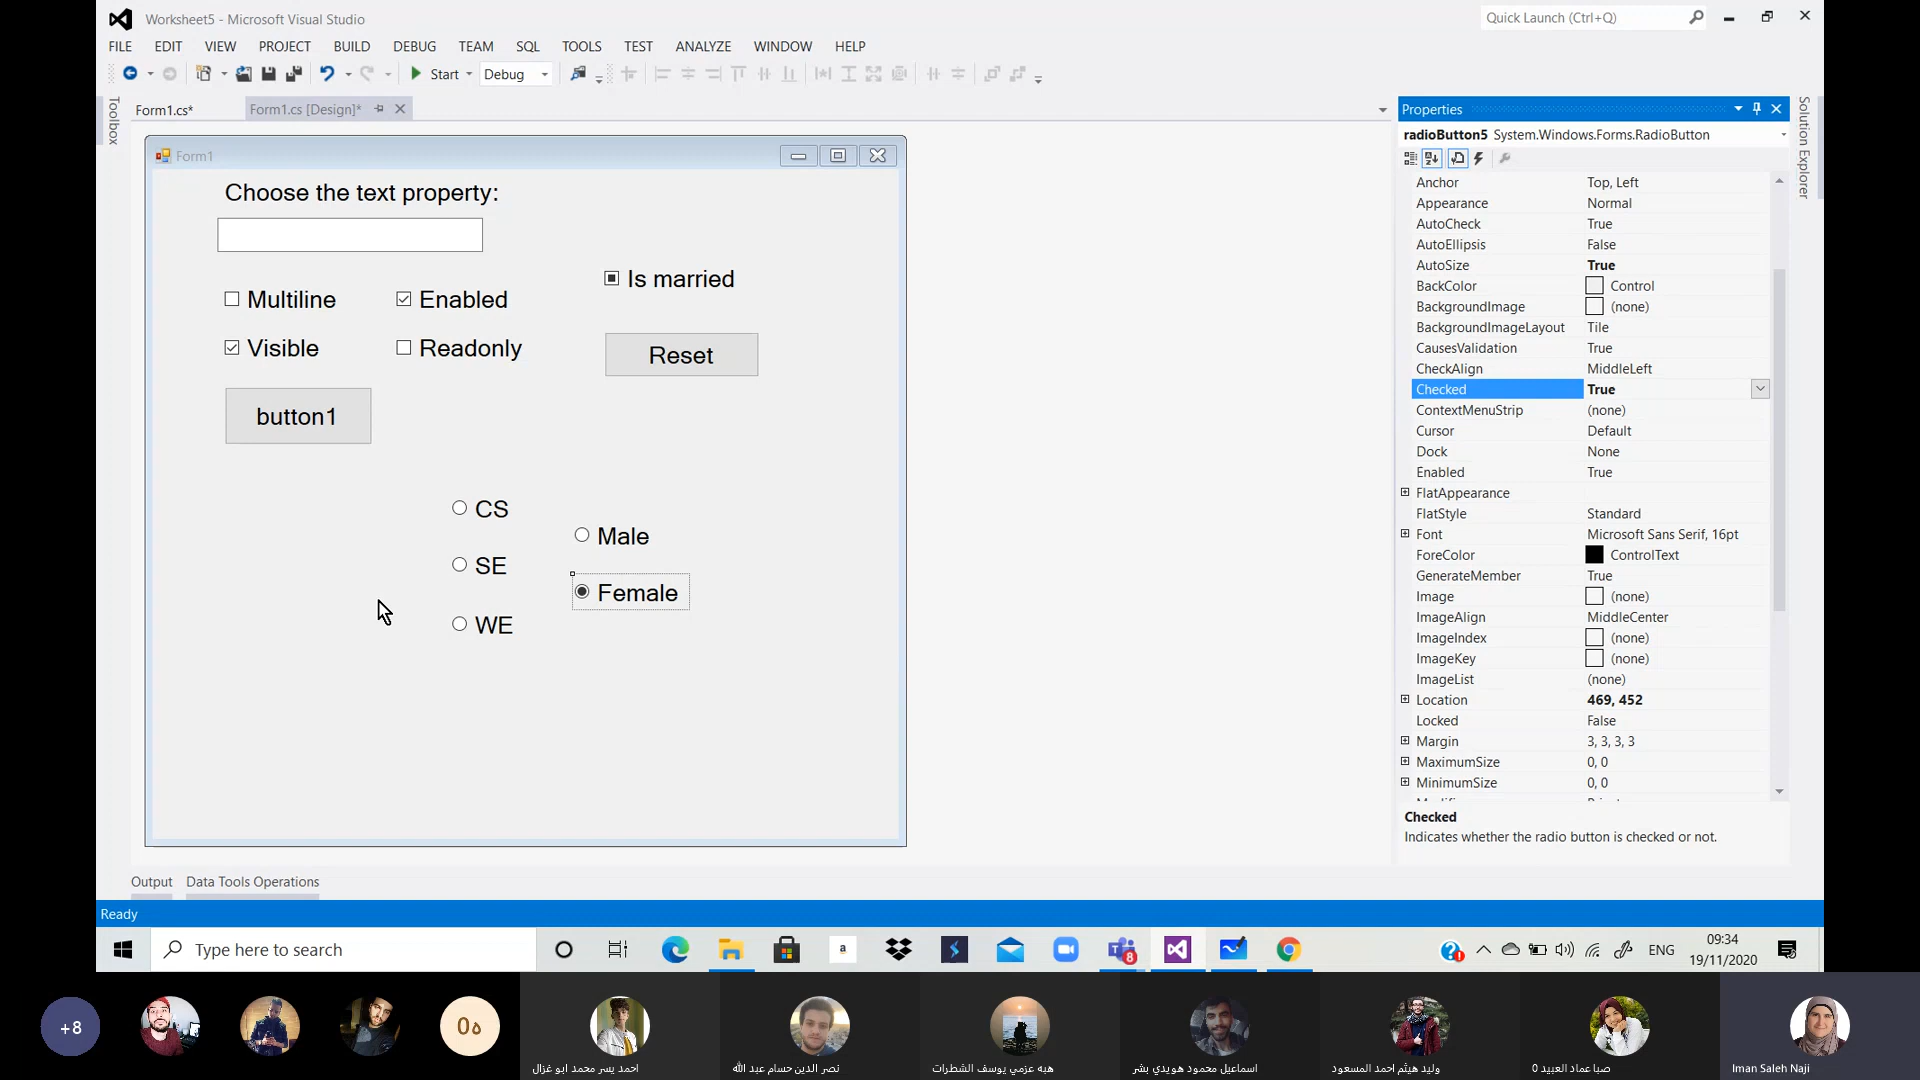 Worksheet5 - Microsoft Visual Studio
Quick Launch (Ctrl+Q)
FILE EDIT VIEW PROJECT BUILD DEBUG TEAM SQL TOOLS TEST ANALYZE WINDOW HELP
Start Debug
Toolbox
Form1.cs*
Form1.cs [Design]*
Form1
Choose the text property:
Multiline
Enabled
Is married
Visible
Readonly
Reset
button1
CS
Male
SE
Female
WE
Properties
radioButton5 System.Windows.Forms.RadioButton
Anchor Top, Left
Appearance Normal
AutoCheck True
AutoEllipsis False
AutoSize True
BackColor Control
BackgroundImage (none)
BackgroundImageLayout Tile
CausesValidation True
CheckAlign MiddleLeft
Checked True
ContextMenuStrip (none)
Cursor Default
Dock None
Enabled True
FlatAppearance
FlatStyle Standard
Font Microsoft Sans Serif, 16pt
ForeColor ControlText
GenerateMember True
Image (none)
ImageAlign MiddleCenter
ImageIndex (none)
ImageKey (none)
ImageList (none)
Location 469, 452
Locked False
Margin 3, 3, 3, 3
MaximumSize 0, 0
MinimumSize 0, 0
Checked
Indicates whether the radio button is checked or not.
Solution Explorer
Output Data Tools Operations
Ready
Type here to search
a
8
ENG
09:34
19/11/2020
+8
0ه
احمد يسر محمد ابو غزال
نصر الدين حسام عبد الله
هبه عزمي يوسف الشطرات
اسماعيل محمود هويدي بشر
وليد هيثم احمد المسعود
صبا عماد العبيد 0
Iman Saleh Naji